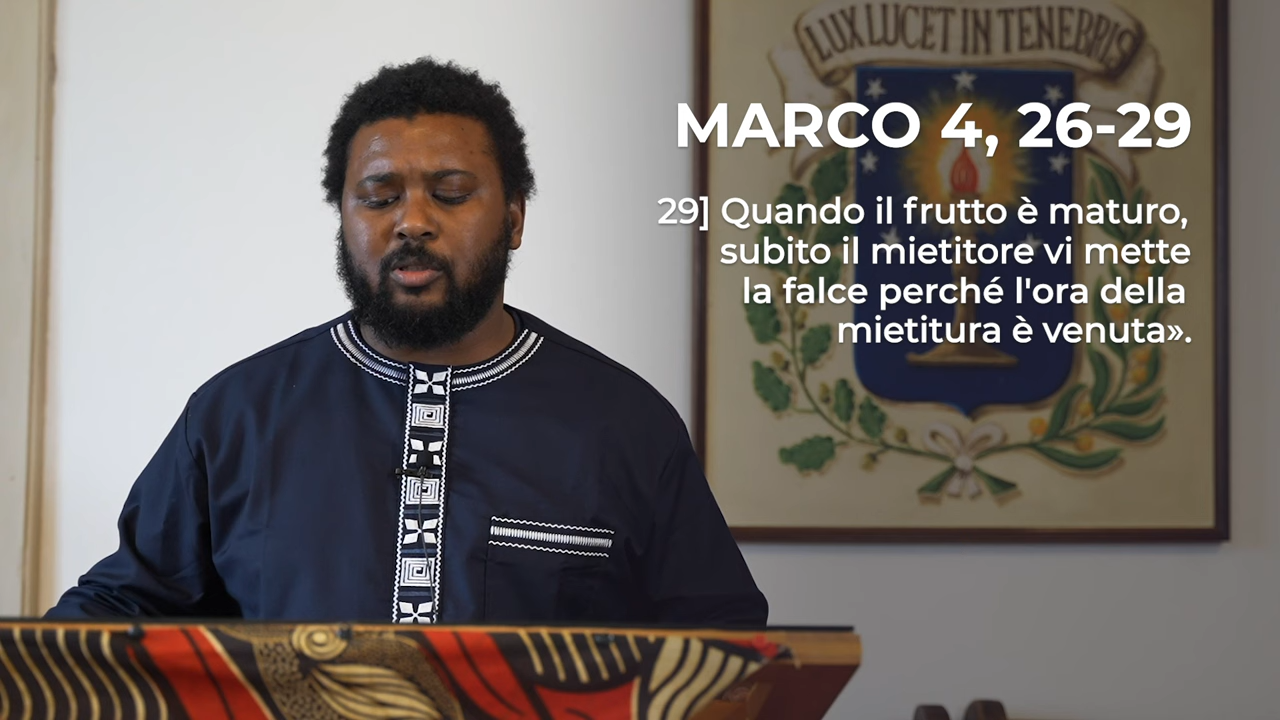 LUX LUCET IN TENEBRIS
MARCO 4, 26-29
29] Quando il frutto è maturo,
subito il mietitore vi mette
la falce perché l'ora della
mietitura è venuta».